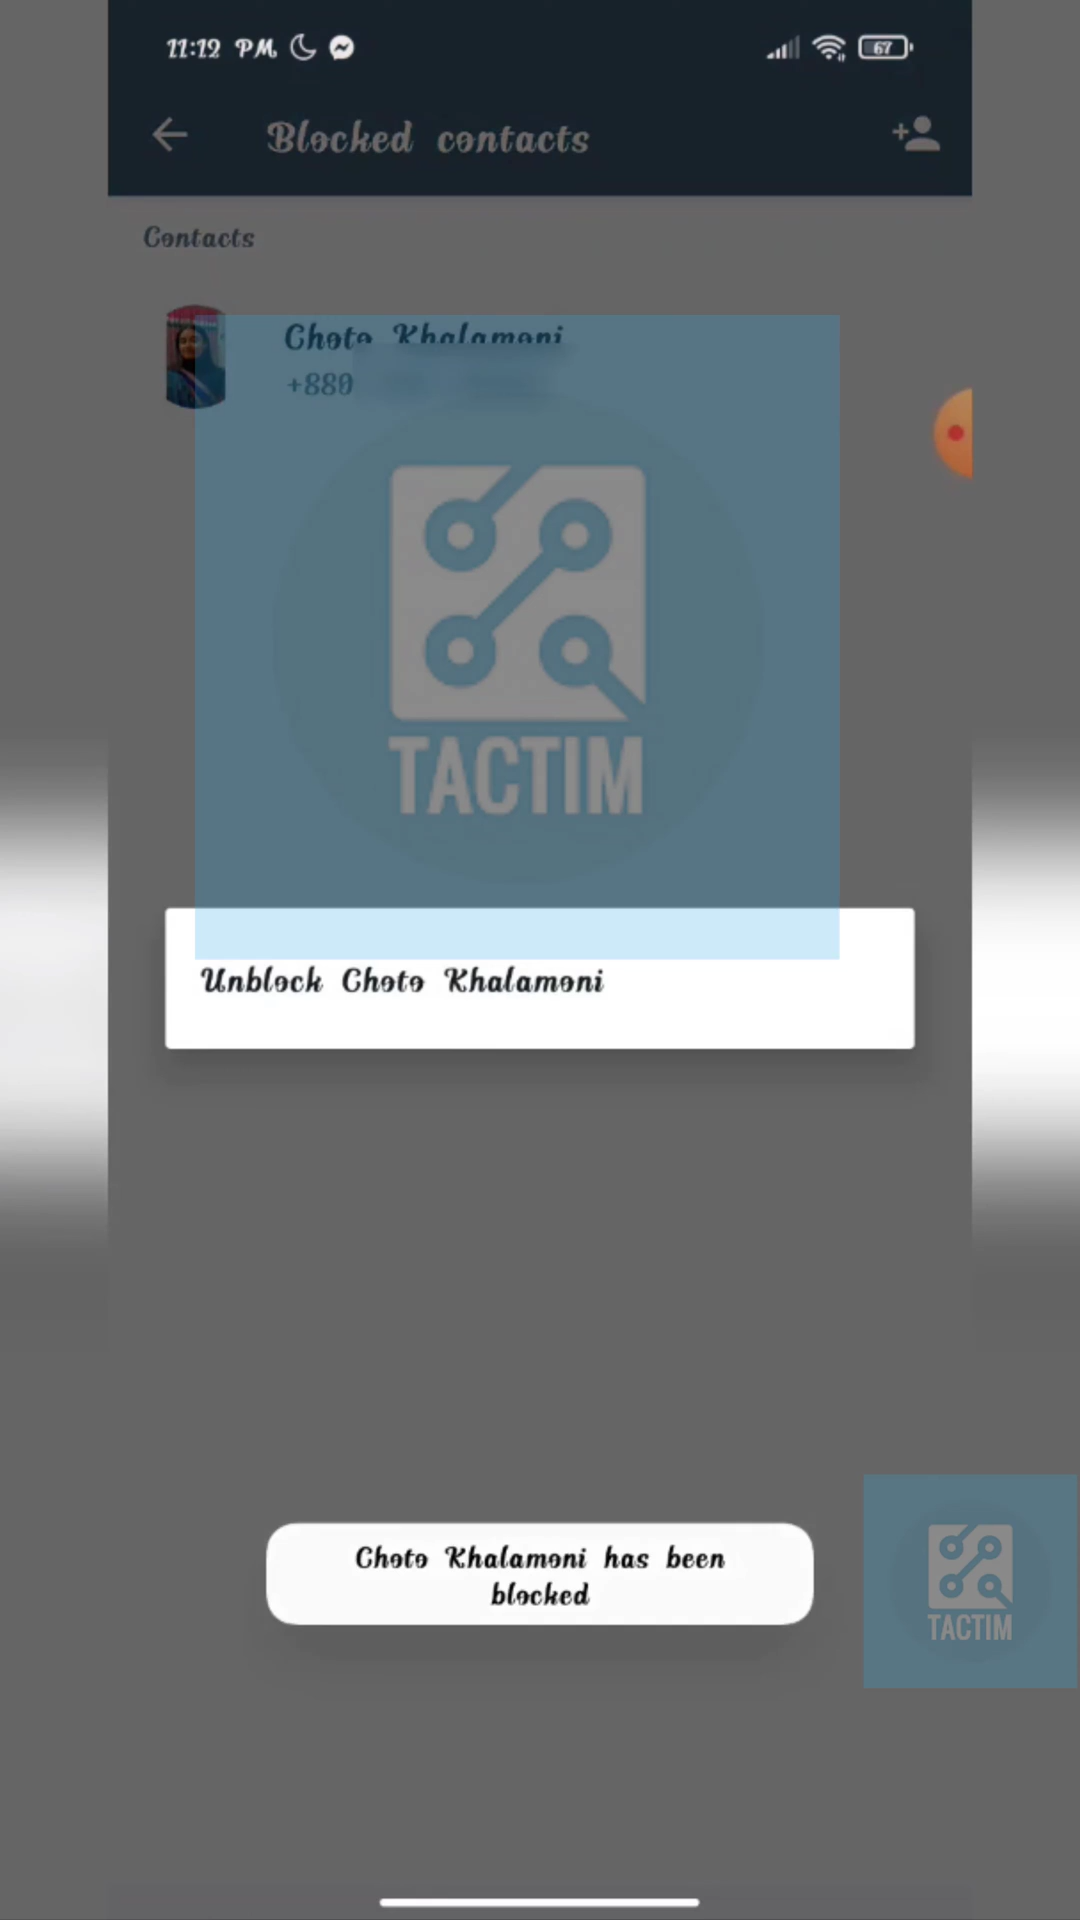 11:12 PM
67
Blocked contacts
Contacts
Choto Khalamoni
+880
TACTIM
Unblock Choto Khalamoni
Choto Khalamoni has been
blocked
TACTIM